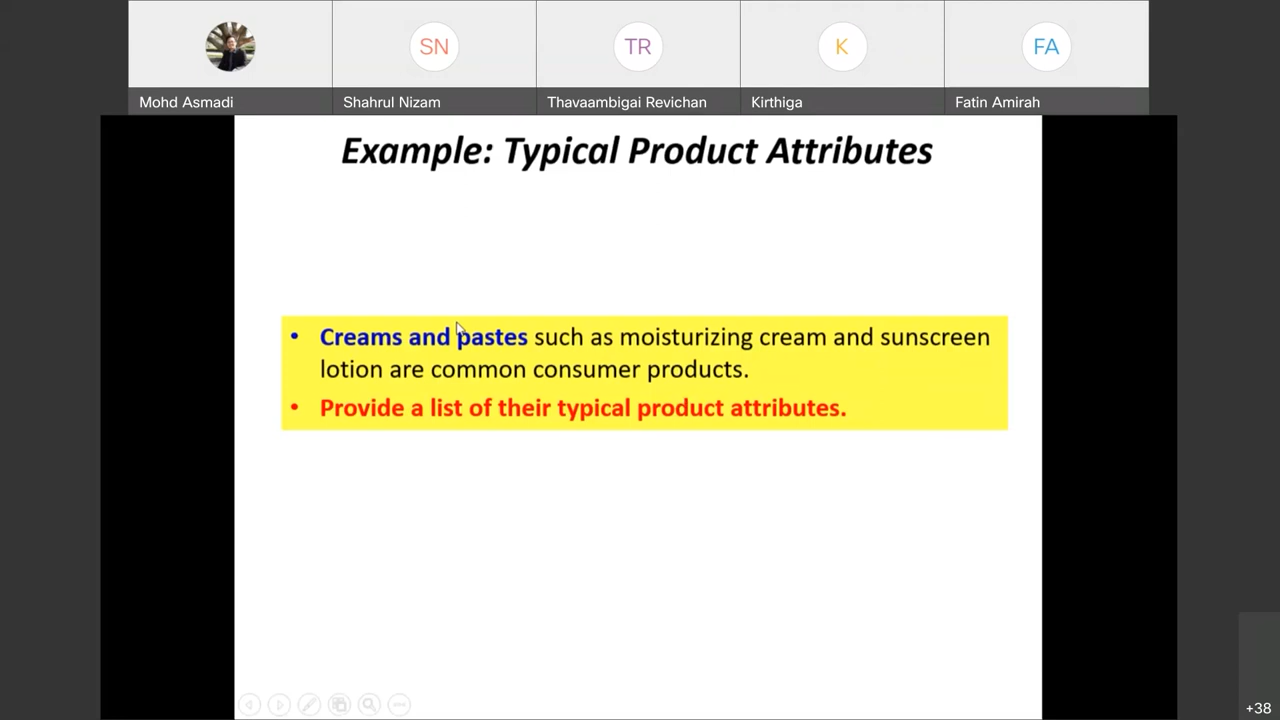 SN
TR
K
FA
Mohd Asmadi
Shahrul Nizam
Thavaambigai Revichan
Kirthiga
Fatin Amirah
Example: Typical Product Attributes
• Creams and pastes such as moisturizing cream and sunscreen
lotion are common consumer products.
• Provide a list of their typical product attributes.
+38